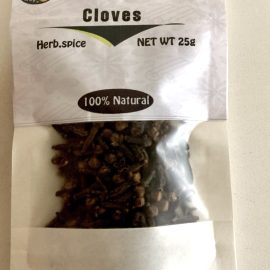 Cloves
Herb.spice NET WT 25g
100% Natural